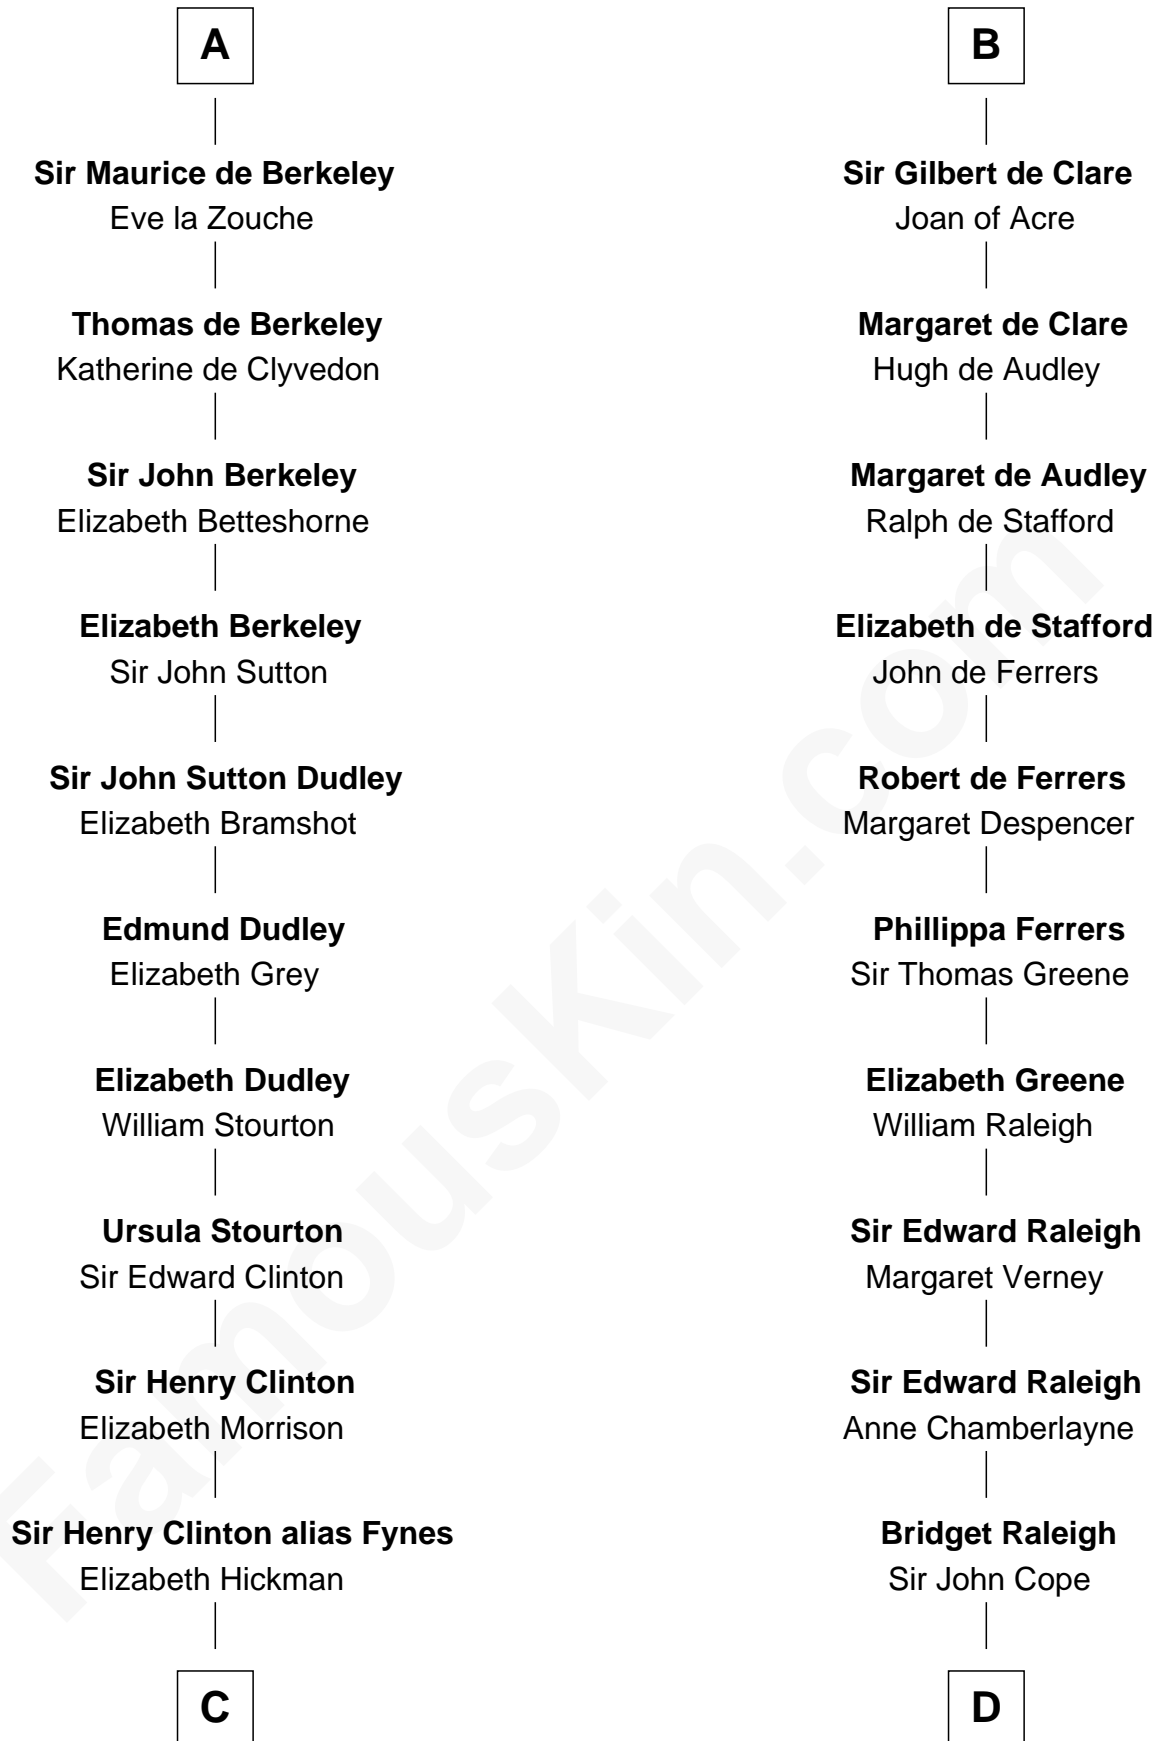 A
Sir Maurice de Berkeley
Eve la Zouche
Thomas de Berkeley
Katherine de Clyvedon
Sir John Berkeley
Elizabeth Betteshorne
Elizabeth Berkeley
Sir John Sutton
Sir John Sutton Dudley
Elizabeth Bramshot
Edmund Dudley
Elizabeth Grey
Elizabeth Dudley
William Stourton
Ursula Stourton
Sir Edward Clinton
Sir Henry Clinton
Elizabeth Morrison
Sir Henry Clinton alias Fynes
Elizabeth Hickman
C
B
Sir Gilbert de Clare
Joan of Acre
Margaret de Clare
Hugh de Audley
Margaret de Audley
Ralph de Stafford
Elizabeth de Stafford
John de Ferrers
Robert de Ferrers
Margaret Despencer
Phillippa Ferrers
Sir Thomas Greene
Elizabeth Greene
William Raleigh
Sir Edward Raleigh
Margaret Verney
Sir Edward Raleigh
Anne Chamberlayne
Bridget Raleigh
Sir John Cope
D
FamousKin.com